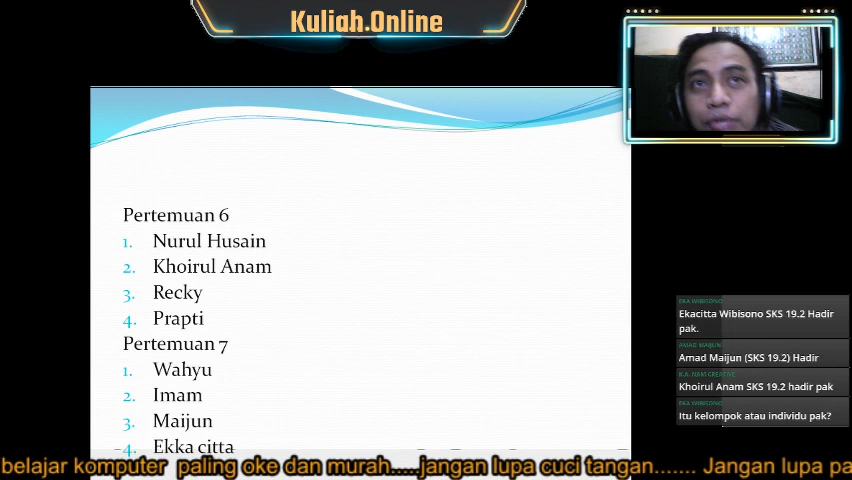 Kuliah.Online
Pertemuan 6
1. Nurul Husain
2. Khoirul Anam
3. Recky
4. Prapti
Pertemuan 7
1. Wahyu
2. Imam
3. Maijun
4. Ekka citta
EKA WIBISONO
Ekacitta Wibisono SKS 19.2 Hadir
pak.
AMAD MAIJUN
Amad Maijun (SKS 19.2) Hadir
K.A. NAM CREATIVE
Khoirul Anam SKS 19.2 hadir pak
EKA WIBISONO
Itu kelompok atau individu pak?
belajar komputer paling oke dan murah.....jangan lupa cuci tangan....... Jangan lupa pa